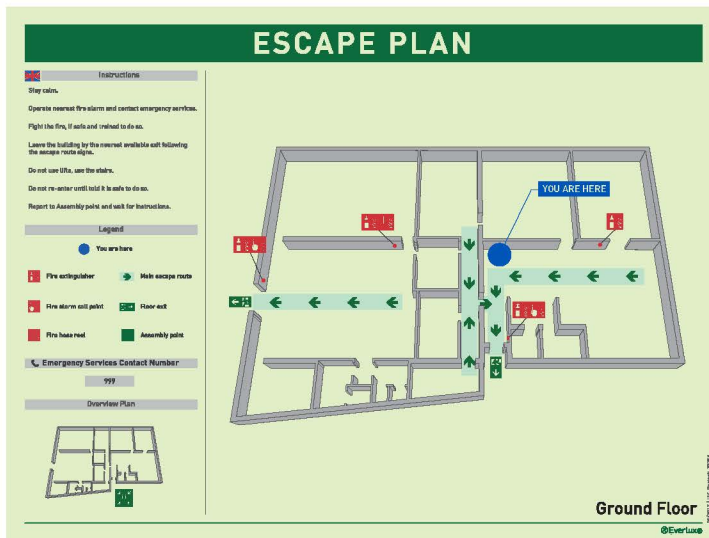 ESCAPE PLAN
Instructions
Stay calm.
Operate nearest fire alarm and contact emergency services.
Fight the fire, if safe and trained to do so.
Leave the building by the nearest available exit following
the escape route signs.
Do not use lifts, use the stairs.
Do not re-enter until told it is safe to do so.
Report to Assembly point and wait for instructions.
Legend
You are here
Fire extinguisher
Main escape route
Fire alarm call point
Floor exit
Fire hose reel
Assembly point
Emergency Services Contact Number
999
Overview Plan
YOU ARE HERE
Ground Floor
Everlux